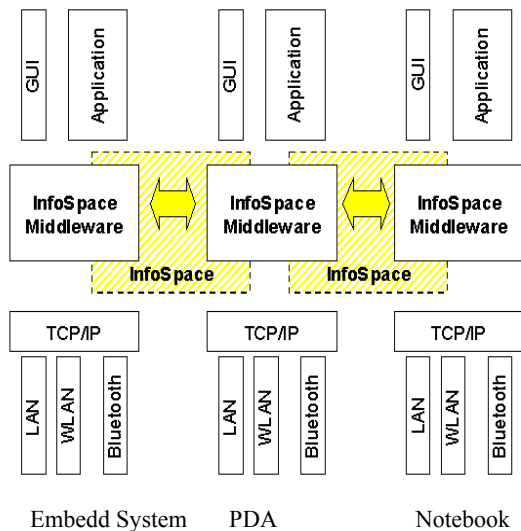 GUI
Application
GUI
Application
GUI
Application
InfoSpace
Middleware
InfoSpace
Middleware
InfoSpace
Middleware
InfoSpace
InfoSpace
TCP/IP
TCP/IP
TCP/IP
LAN
WLAN
Bluetooth
LAN
WLAN
Bluetooth
LAN
WLAN
Bluetooth
Embedd System
PDA
Notebook